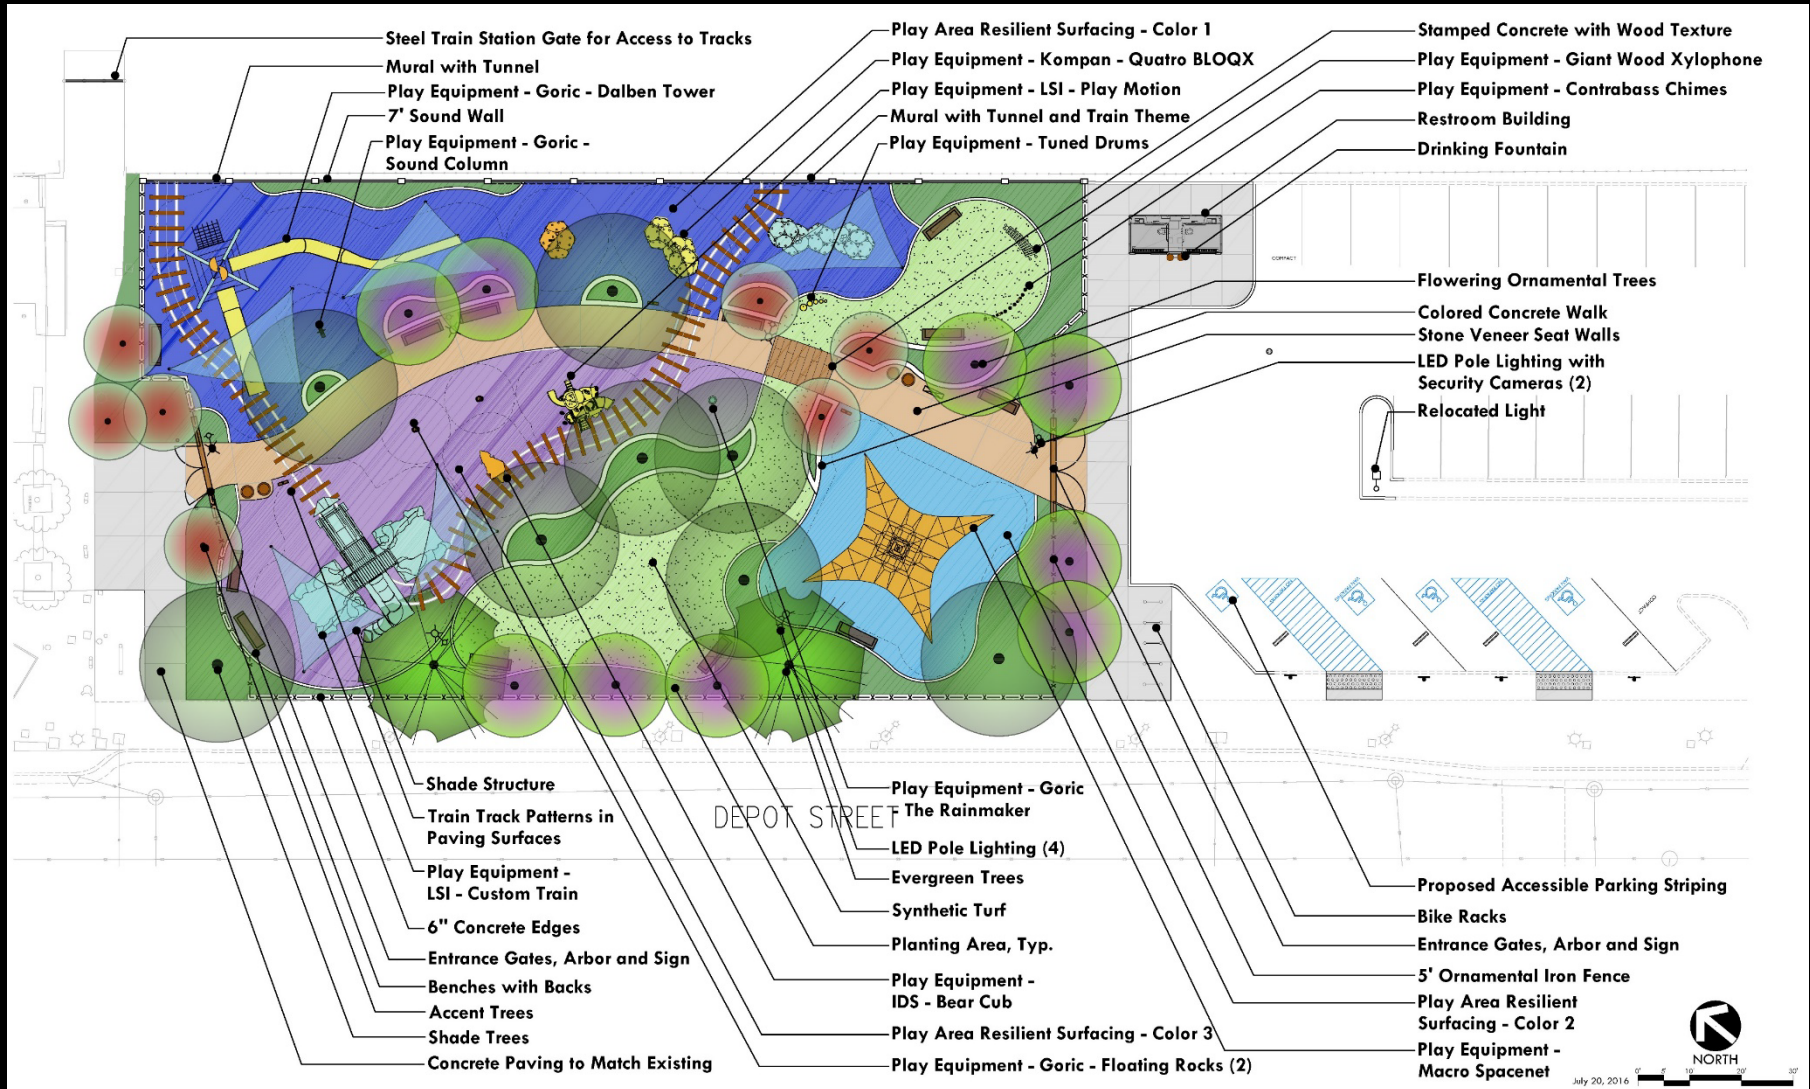 Steel Train Station Gate for Access to Tracks
Mural with Tunnel
Play Equipment - Goric - Dalben Tower
7' Sound Wall
Play Equipment - Goric -
Sound Column
Play Area Resilient Surfacing - Color 1
Play Equipment - Kompan - Quatro BLOQX
Play Equipment - LSI - Play Motion
Mural with Tunnel and Train Theme
Play Equipment - Tuned Drums
Stamped Concrete with Wood Texture
Play Equipment - Giant Wood Xylophone
Play Equipment - Contrabass Chimes
Restroom Building
Drinking Fountain
COMPACT
Flowering Ornamental Trees
Colored Concrete Walk
Stone Veneer Seat Walls
LED Pole Lighting with
Security Cameras (2)
Relocated Light
COMPACT
Shade Structure
Train Track Patterns in
Paving Surfaces
Play Equipment -
LSI - Custom Train
6" Concrete Edges
Entrance Gates, Arbor and Sign
Benches with Backs
Accent Trees
Shade Trees
Concrete Paving to Match Existing
DEPOT STREET
Play Equipment - Goric
- The Rainmaker
LED Pole Lighting (4)
Evergreen Trees
Synthetic Turf
Planting Area, Typ.
Play Equipment -
IDS - Bear Cub
Play Area Resilient Surfacing - Color 3
Play Equipment - Goric - Floating Rocks (2)
Proposed Accessible Parking Striping
Bike Racks
Entrance Gates, Arbor and Sign
5' Ornamental Iron Fence
Play Area Resilient
Surfacing - Color 2
Play Equipment -
Macro Spacenet
NORTH
July 20, 2016
0' 5' 10' 20' 30'